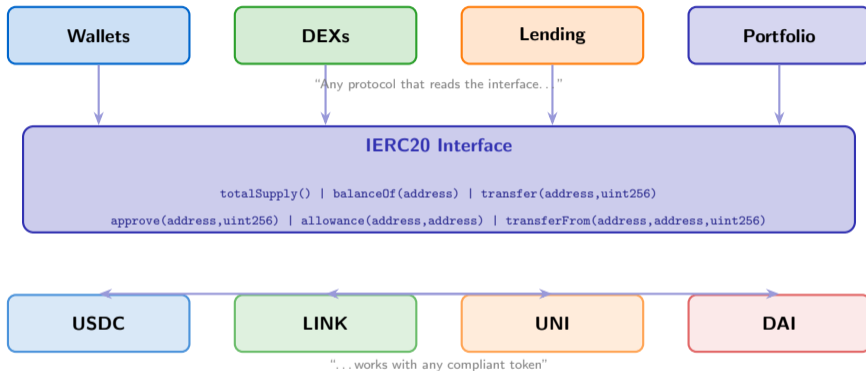 Wallets DEXs Lending Portfolio
“Any protocol that reads the interface...”
IERC20 Interface
totalSupply() | balanceOf(address) | transfer(address,uint256)
approve(address,uint256) | allowance(address,address) | transferFrom(address,address,uint256)
USDC LINK UNI DAI
“...works with any compliant token”